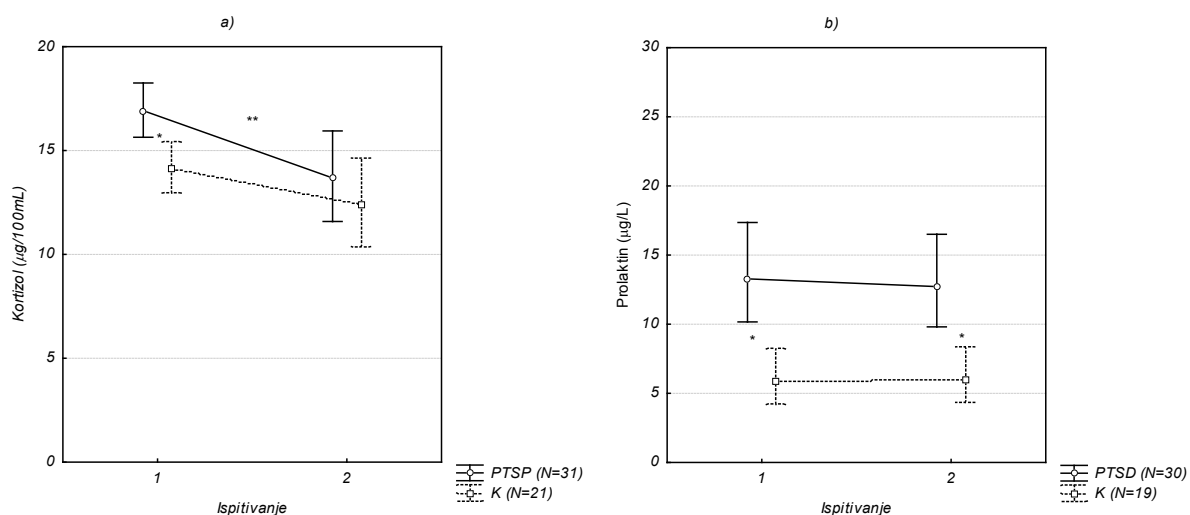 a)
20
15
10
5
0
Kortizol (µg/100mL)
*
**
1
2
Ispitivanje
PTSP (N=31)
K (N=21)
b)
30
25
20
15
10
5
0
Prolaktin (µg/L)
*
*
1
2
Ispitivanje
PTSD (N=30)
K (N=19)